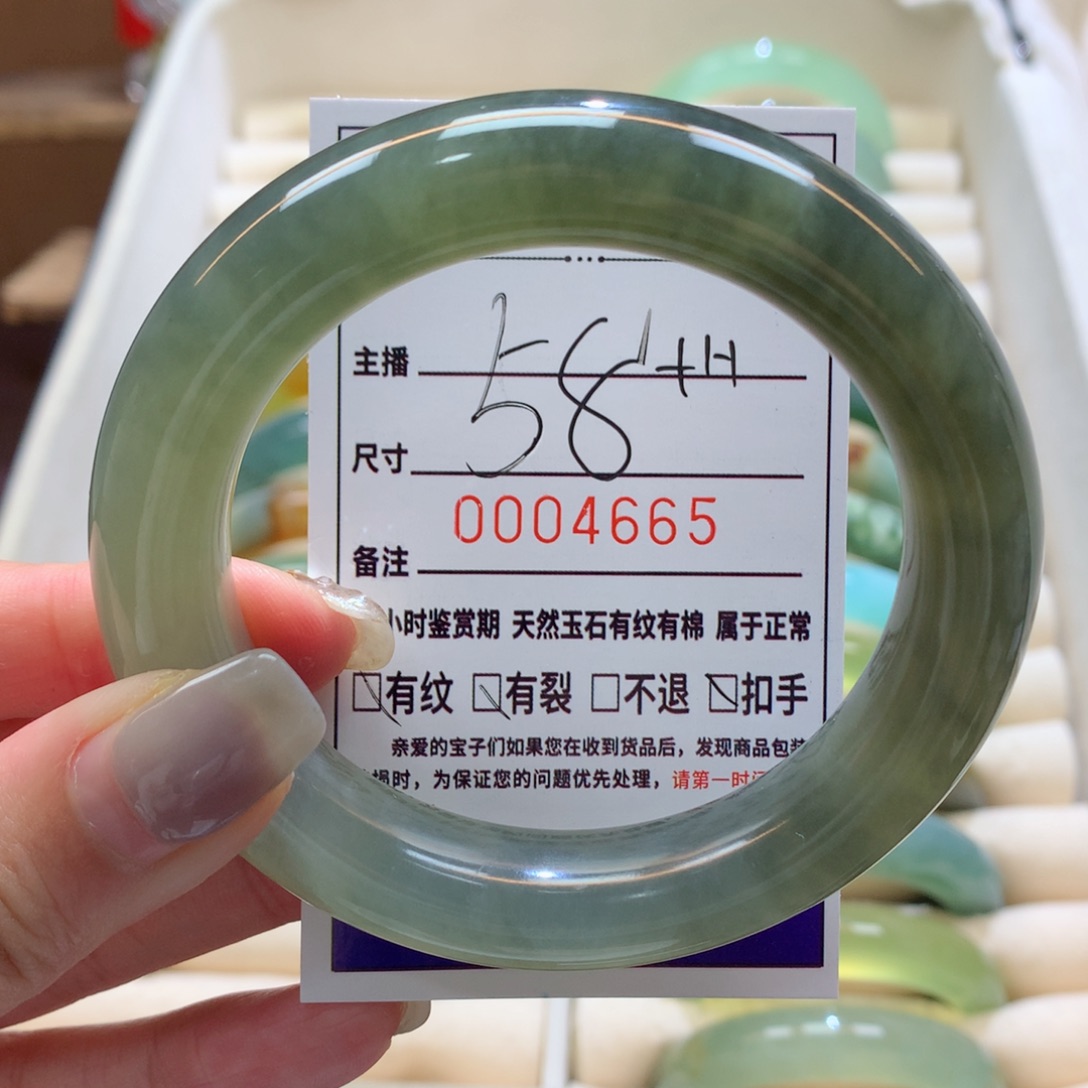 主播
58+H
尺寸
0004665
备注
小时鉴赏期 天然玉石有纹有棉 属于正常
有纹 有裂 不退 扣手
亲爱的宝子们如果您在收到货品后，发现商品包装
损时，为保证您的问题优先处理，请第一时间